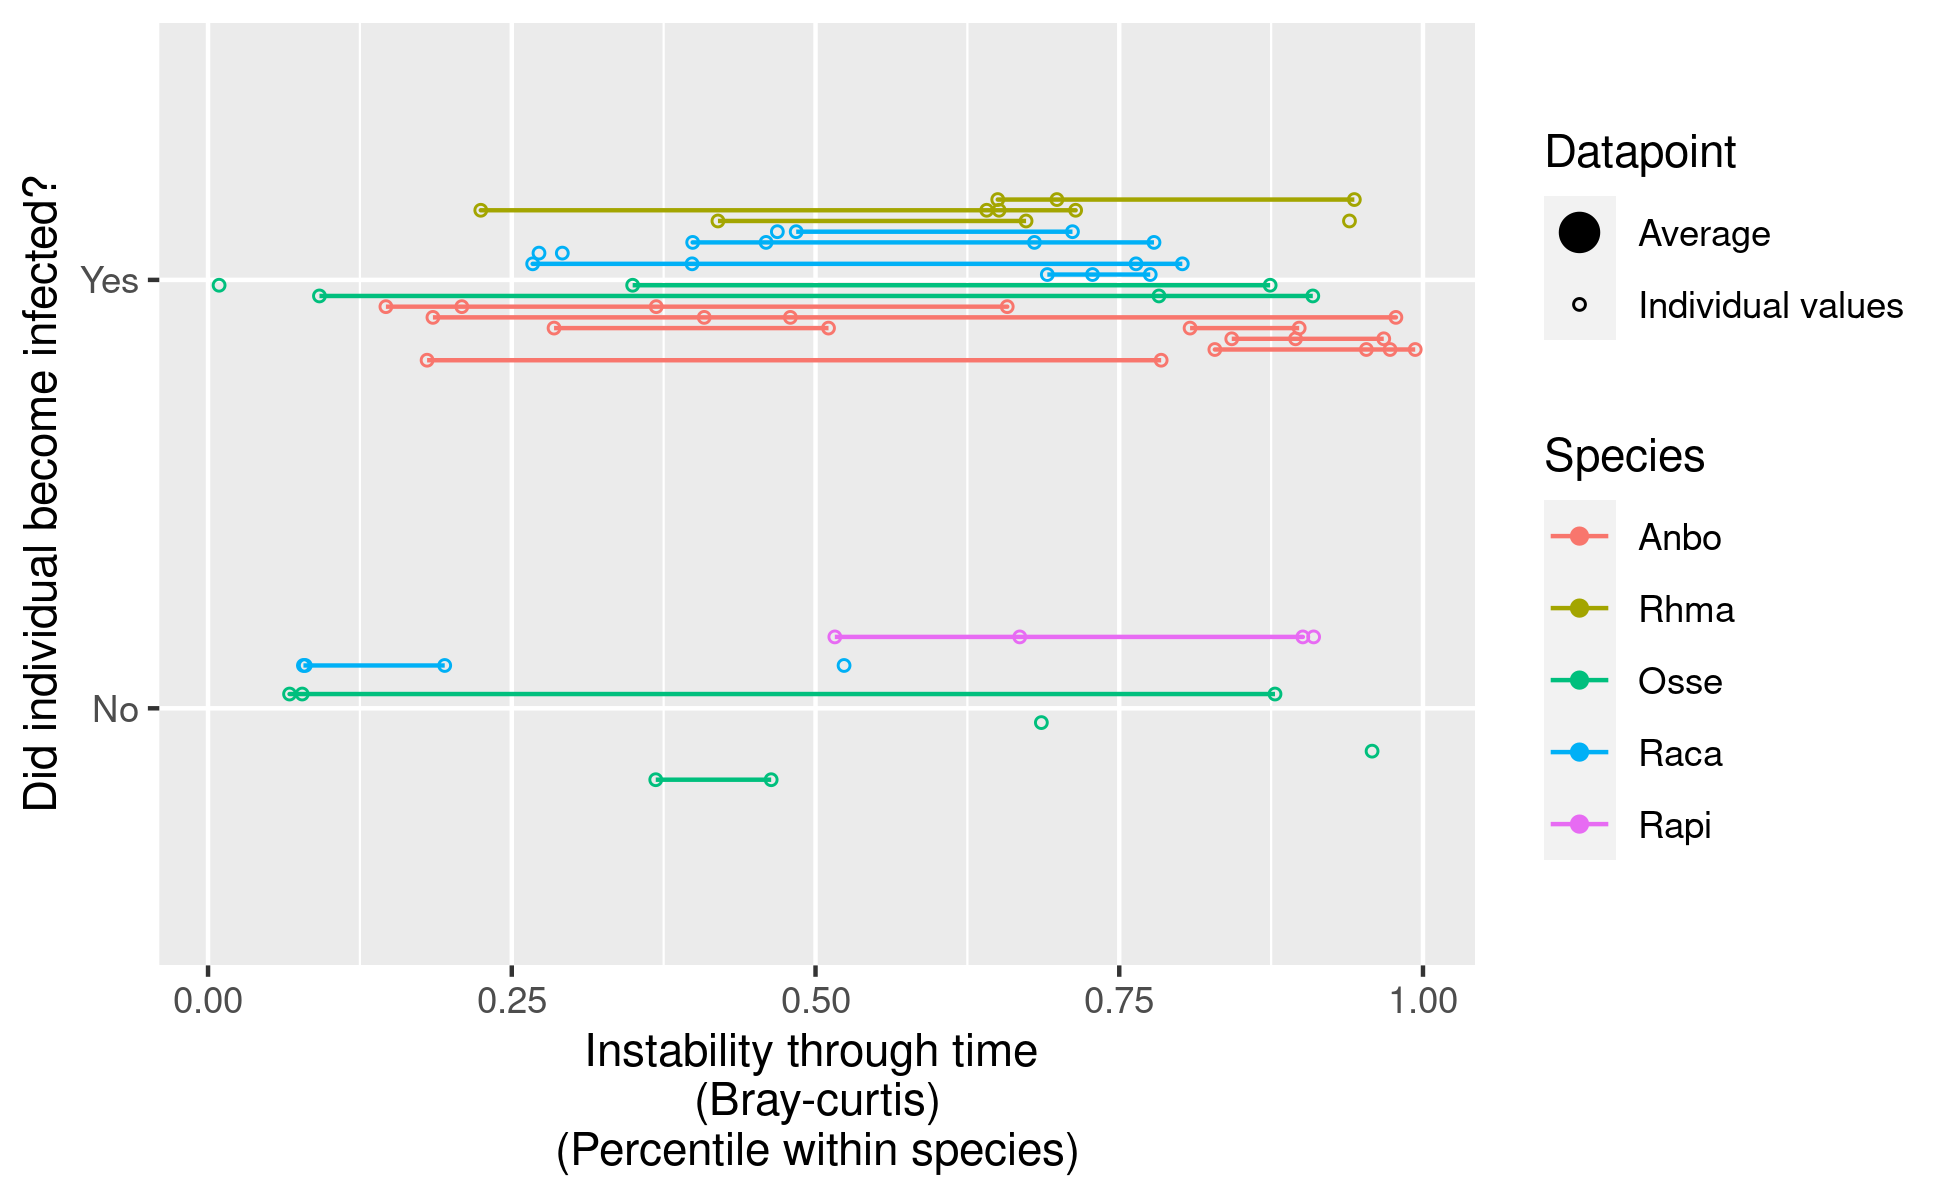 Did individual become infected?
Yes
No
0.00 0.25 0.50 0.75 1.00
Instability through time
(Bray-curtis)
(Percentile within species)
Datapoint
Average
Individual values
Species
Anbo
Rhma
Osse
Raca
Rapi